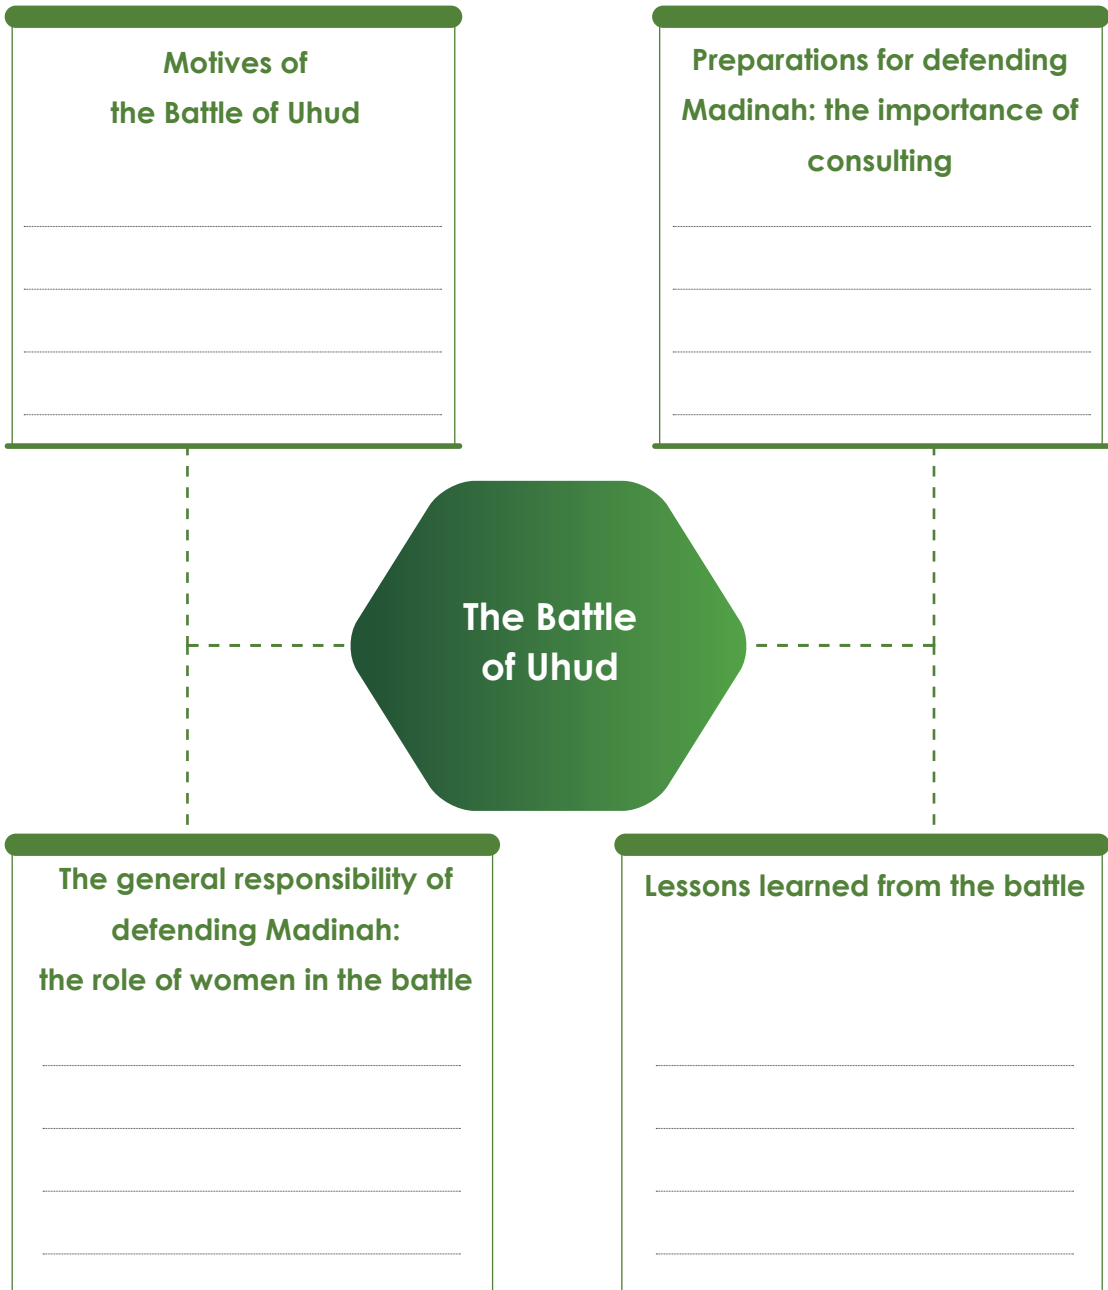 Motives of
the Battle of Uhud
Preparations for defending
Madinah: the importance of
consulting
The Battle
of Uhud
The general responsibility of
defending Madinah:
the role of women in the battle
Lessons learned from the battle